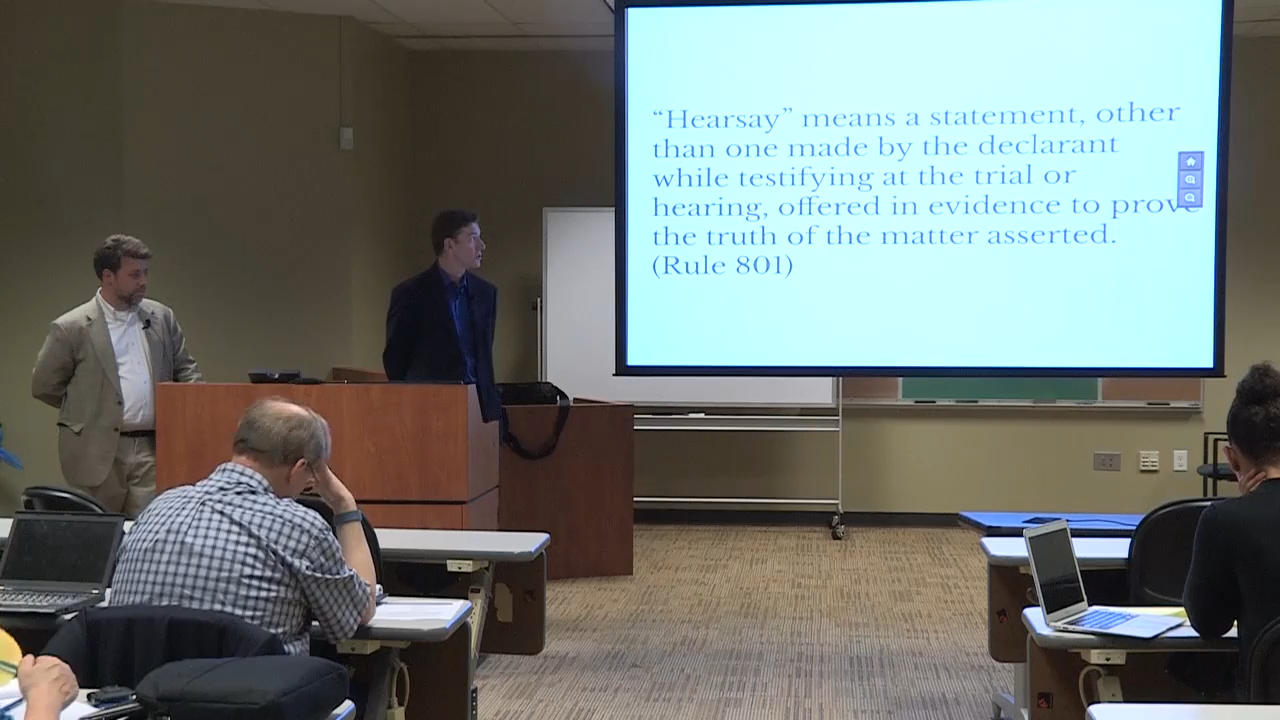 “Hearsay” means a statement, other
than one made by the declarant
while testifying at the trial or
hearing, offered in evidence to prove
the truth of the matter asserted.
(Rule 801)